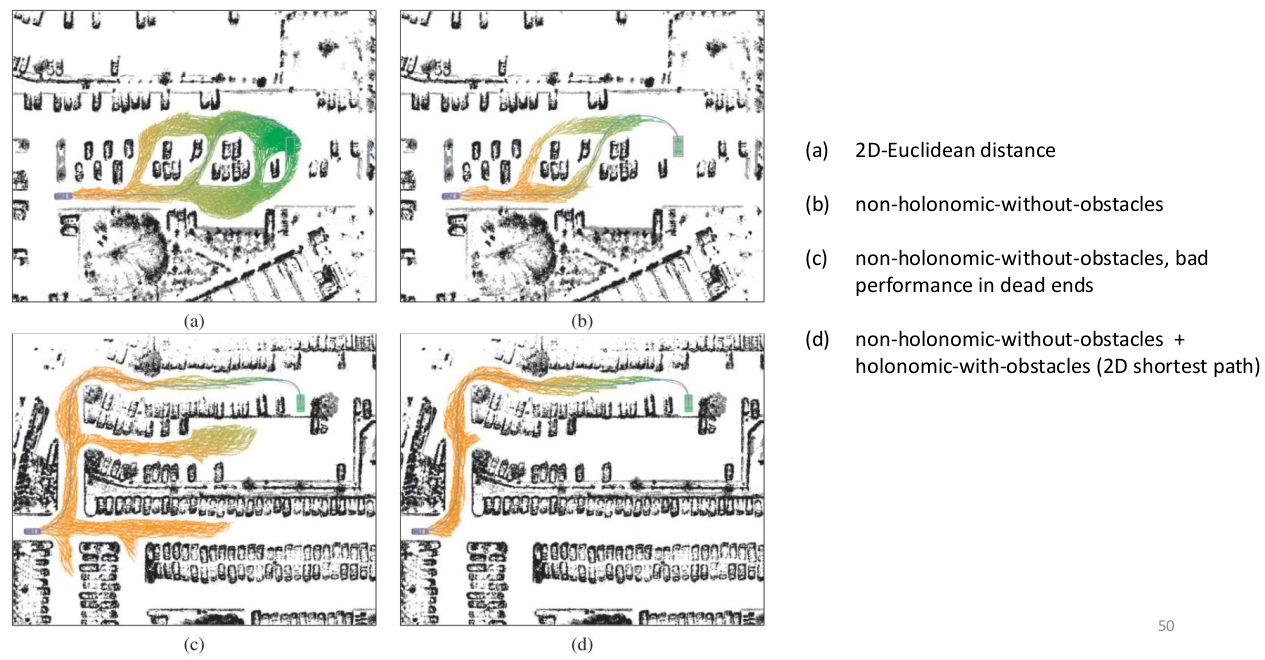 (a)
(b)
(c)
(d)
(a) 2D-Euclidean distance
(b) non-holonomic-without-obstacles
(c) non-holonomic-without-obstacles, bad
performance in dead ends
(d) non-holonomic-without-obstacles +
holonomic-with-obstacles (2D shortest path)
50